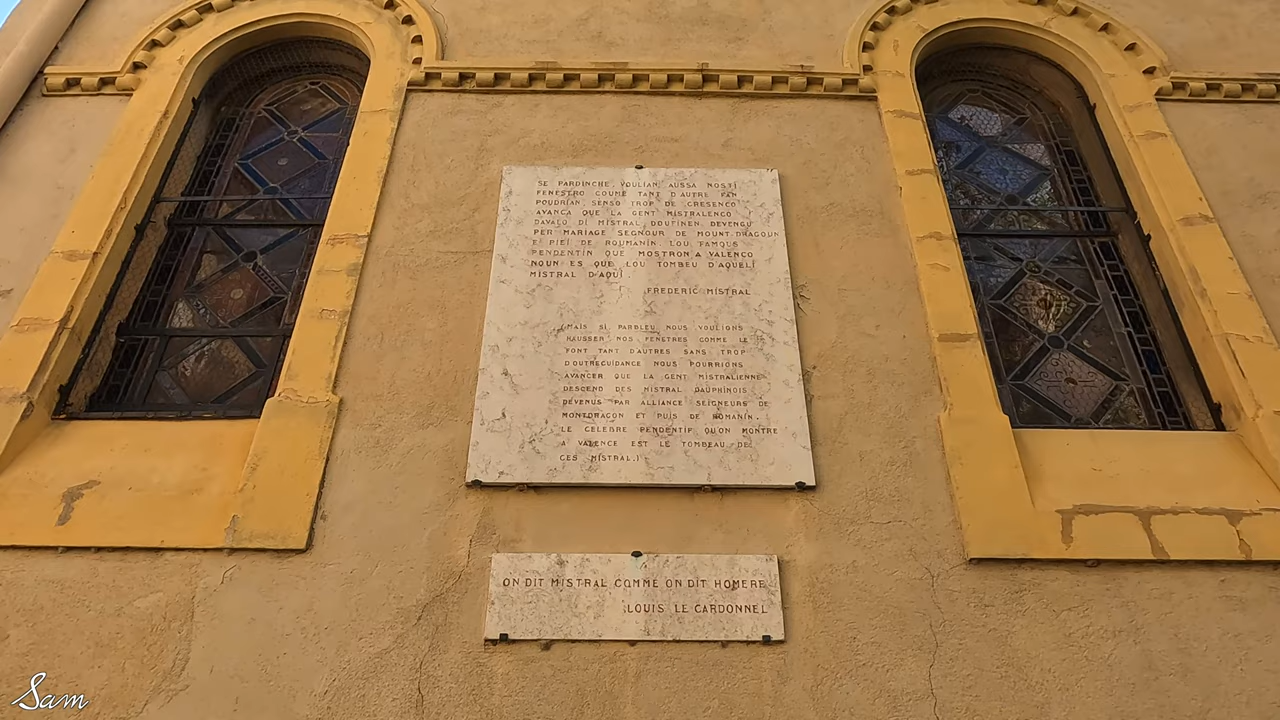 SE PARDINCHE, VOULIAN, AUSSA NOSTI
FENESTRO COUME TANT D'AUTRE FAN
POUDRIAN, SENSO TROP DE CRESENCO
AVANCA QUE LA GENT MISTRALENCO
DAVALO DI MISTRAL DOUFINEN DEVENGU
PER MARIAGE SEGNOUR DE MOUNT-DRAGOUN
E PIEI DE ROUMANIN. LOU FAMOUS
PENDENTIN QUE MOSTRON A VALENCO
NOUN ES QUE LOU TOMBEU D'AQUELI
MISTRAL D'AQUI.
FREDERIC MISTRAL
(MAIS SI PARBLEU NOUS VOULIONS
HAUSSER NOS FENETRES COMME LE
FONT TANT D'AUTRES SANS TROP
D'OUTRECUIDANCE NOUS POURRIONS
AVANCER QUE LA GENT MISTRALIENNE
DESCEND DES MISTRAL DAUPHINOIS
DEVENUS PAR ALLIANCE SEIGNEURS DE
MONTDRAGON ET PUIS DE ROMANIN.
LE CELEBRE PENDENTIF QU'ON MONTRE
A VALENCE EST LE TOMBEAU DE
CES MISTRAL.)
ON DIT MISTRAL COMME ON DIT HOMERE
LOUIS LE CARDONNEL
Sam